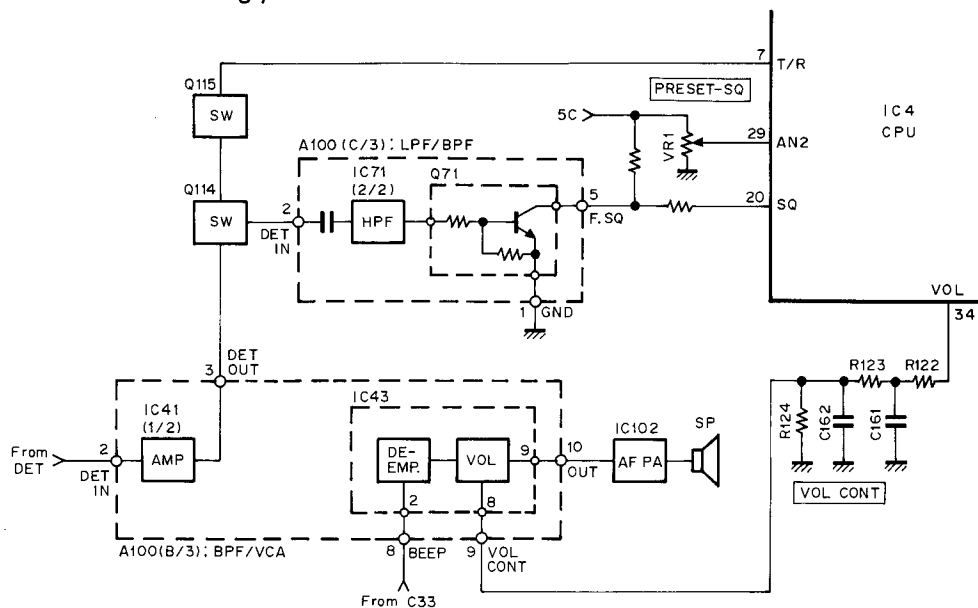 7
T/R
Q115
SW
PRESET-SQ
IC4
CPU
5C
VR1
29
AN2
A100(C/3): LPF/BPF
IC71
(2/2)
Q71
Q114
SW
2
DET
IN
HPF
5
F.SQ
20
SQ
1
GND
VOL
34
3
DET
OUT
R123
R122
R124
C162
C161
IC41
(1/2)
IC43
From
DET
2
DET
IN
AMP
DE-
EMP.
VOL
9
10
OUT
IC102
AF PA
SP
2
8
VOL CONT
A100(B/3): BPF/VCA
8
BEEP
9
VOL
CONT
From C33